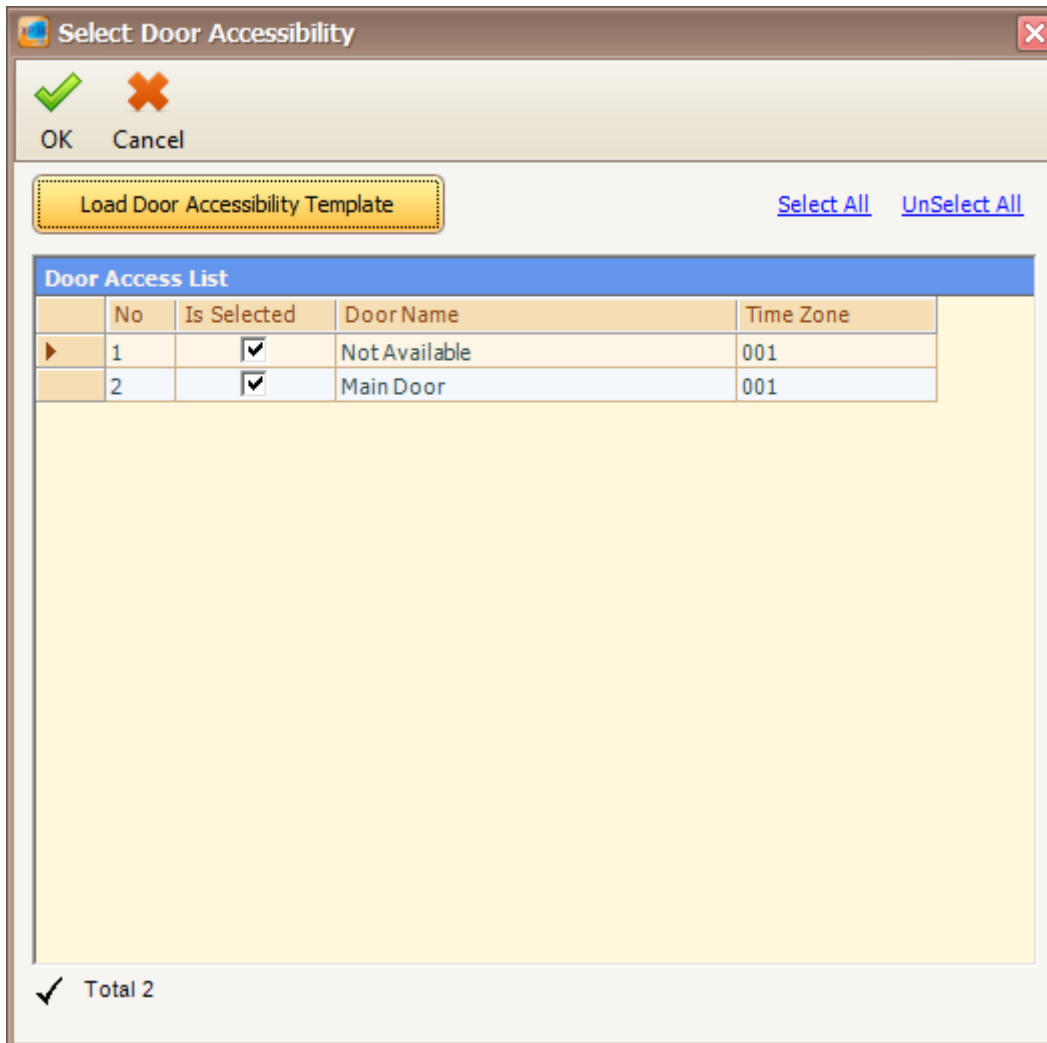 Select Door Accessibility
OK Cancel
Load Door Accessibility Template Select All UnSelect All
Door Access List
No Is Selected Door Name Time Zone
1 Not Available 001
2 Main Door 001
Total 2